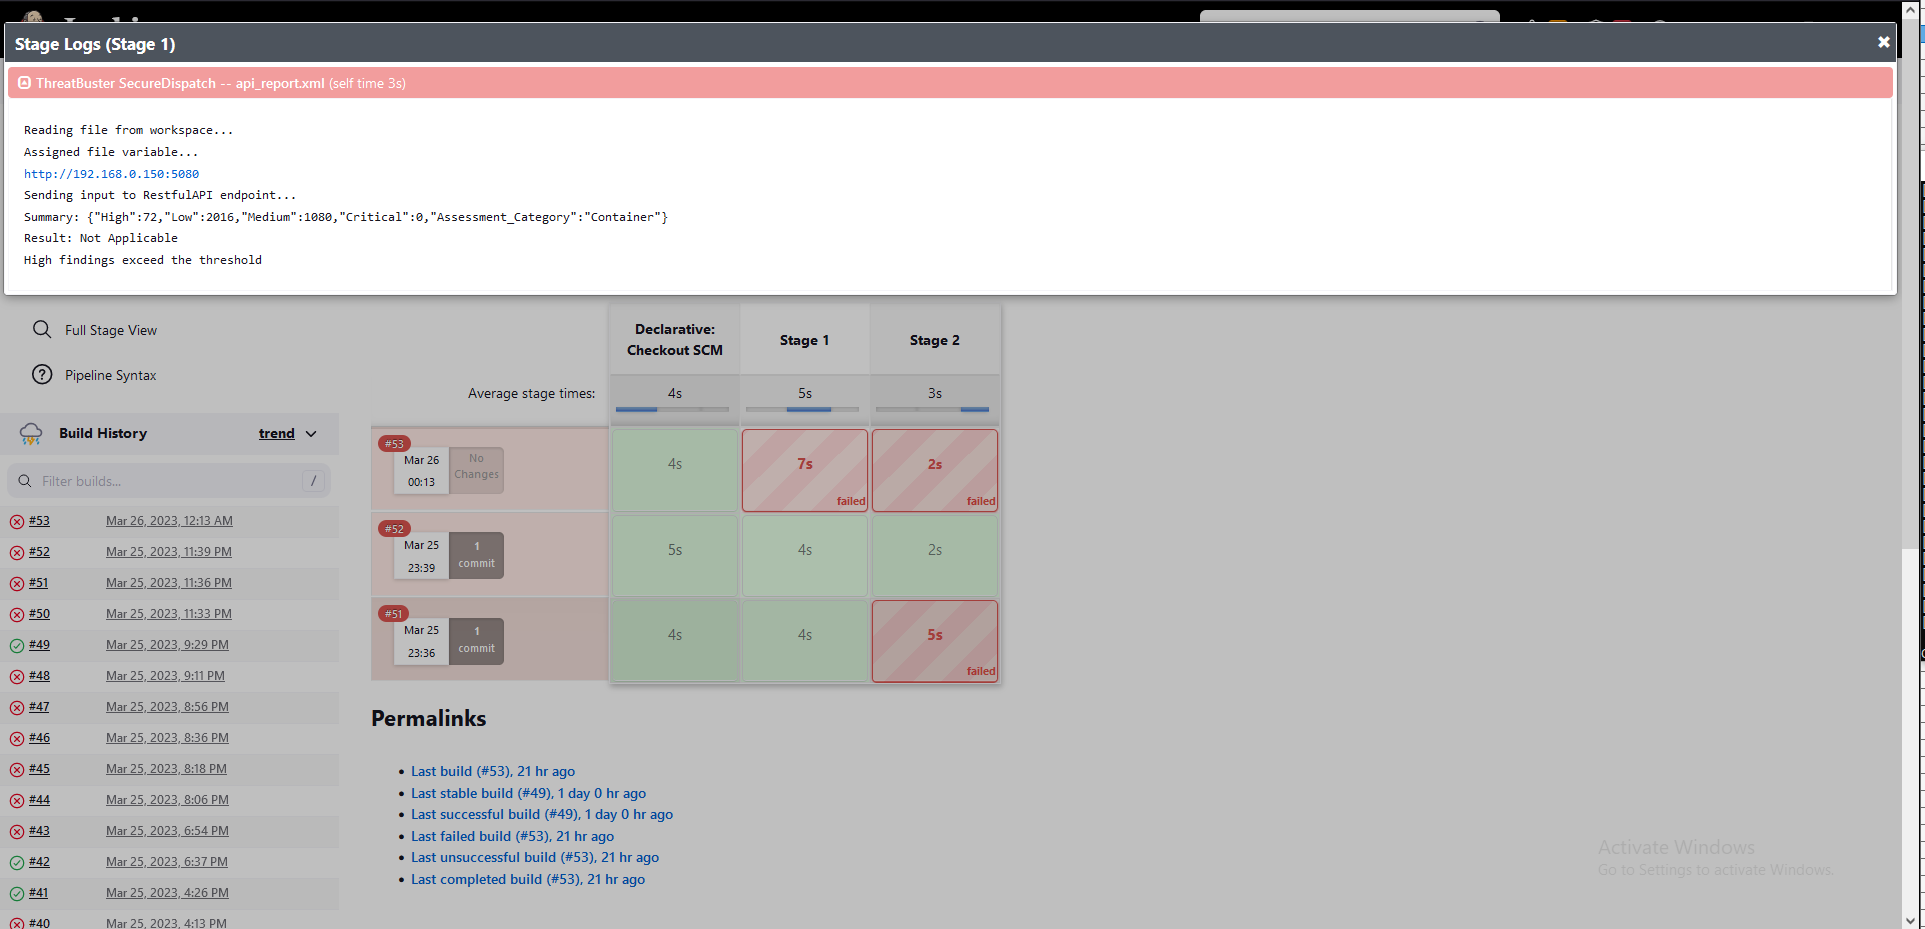 Stage Logs (Stage 1)
ThreatBuster SecureDispatch -- api_report.xml (self time 3s)
Reading file from workspace...
Assigned file variable...
http://192.168.0.150:5080
Sending input to RestfulAPI endpoint...
Summary: {"High":72,"Low":2016,"Medium":1080,"Critical":0,"Assessment_Category":"Container"}
Result: Not Applicable
High findings exceed the threshold
Full Stage View
Pipeline Syntax
Build History
trend
Filter builds...
/
#53 Mar 26, 2023, 12:13 AM
#52 Mar 25, 2023, 11:39 PM
#51 Mar 25, 2023, 11:36 PM
#50 Mar 25, 2023, 11:33 PM
#49 Mar 25, 2023, 9:29 PM
#48 Mar 25, 2023, 9:11 PM
#47 Mar 25, 2023, 8:56 PM
#46 Mar 25, 2023, 8:36 PM
#45 Mar 25, 2023, 8:18 PM
#44 Mar 25, 2023, 8:06 PM
#43 Mar 25, 2023, 6:54 PM
#42 Mar 25, 2023, 6:37 PM
#41 Mar 25, 2023, 4:26 PM
#40 Mar 25, 2023, 4:13 PM
Declarative:
Checkout SCM
Stage 1
Stage 2
Average stage times:
4s
5s
3s
#53
Mar 26
00:13
No
Changes
4s
7s
failed
2s
failed
#52
Mar 25
23:39
1
commit
5s
4s
2s
#51
Mar 25
23:36
1
commit
4s
4s
5s
failed
Permalinks
Last build (#53), 21 hr ago
Last stable build (#49), 1 day 0 hr ago
Last successful build (#49), 1 day 0 hr ago
Last failed build (#53), 21 hr ago
Last unsuccessful build (#53), 21 hr ago
Last completed build (#53), 21 hr ago
Activate Windows
Go to Settings to activate Windows.